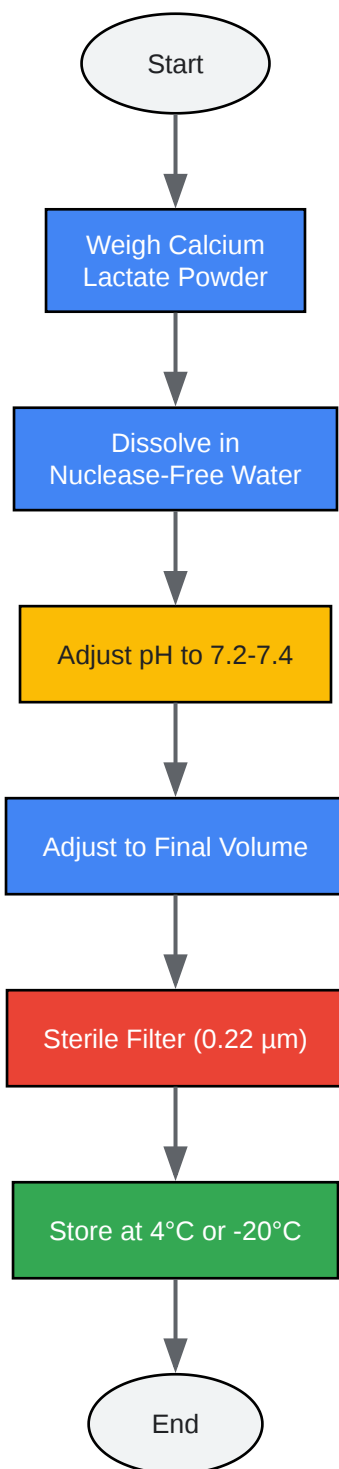 Start
Weigh Calcium
Lactate Powder
Dissolve in
Nuclease-Free Water
Adjust pH to 7.2-7.4
Adjust to Final Volume
Sterile Filter (0.22 µm)
Store at 4°C or -20°C
End